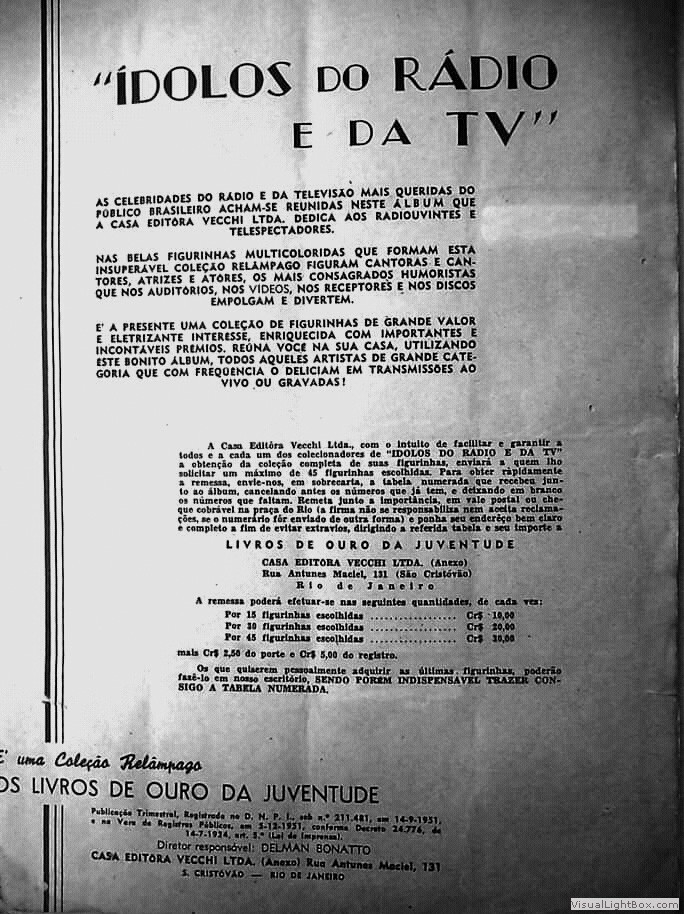 "ÍDOLOS DO RÁDIO
E DA TV"
AS CELEBRIDADES DO RÁDIO E DA TELEVISÃO MAIS QUERIDAS DO
PÚBLICO BRASILEIRO ACHAM-SE REUNIDAS NESTE ÁLBUM QUE
A CASA EDITÔRA VECCHI LTDA. DEDICA AOS RADIOUVINTES E
TELESPECTADORES.
NAS BELAS FIGURINHAS MULTICOLORIDAS QUE FORMAM ESTA
INSUPERÁVEL COLEÇÃO RELÂMPAGO FIGURAM CANTORAS E CAN-
TORES, ATRIZES E ATORES, OS MAIS CONSAGRADOS HUMORISTAS
QUE NOS AUDITÓRIOS, NOS VÍDEOS, NOS RECEPTORES E NOS DISCOS
EMPOLGAM E DIVERTEM.
E' A PRESENTE UMA COLEÇÃO DE FIGURINHAS DE GRANDE VALOR
E ELETRIZANTE INTERESSE, ENRIQUECIDA COM IMPORTANTES E
INCONTÁVEIS PRÊMIOS. REÚNA VOCÊ NA SUA CASA, UTILIZANDO
ÊSTE BONITO ÁLBUM, TODOS AQUELES ARTISTAS DE GRANDE CATE-
GORIA QUE COM FREQÜÊNCIA O DELICIAM EM TRANSMISSÕES AO
VIVO OU GRAVADAS!
A Casa Editôra Vecchi Ltda., com o intuito de facilitar e garantir a
todos e a cada um dos colecionadores de "ÍDOLOS DO RÁDIO E DA TV"
a obtenção da coleção completa de suas figurinhas, enviará a quem lho
solicitar um máximo de 45 figurinhas escolhidas. Para obter ràpidamente
a remessa, envie-nos, em sobrecarta, a tabela numerada que recebeu jun-
to ao álbum, cancelando antes os números que já tem, e deixando em branco
os números que faltam. Remeta junto a importância, em vale postal ou che-
que cobrável na praça do Rio (a firma não se responsabiliza nem aceita reclama-
ções, se o numerário fôr enviado de outra forma) e ponha seu enderêço bem claro
e completo a fim de evitar extravios, dirigindo a referida tabela e seu importe a
LIVROS DE OURO DA JUVENTUDE
CASA EDITÔRA VECCHI LTDA. (Anexo)
Rua Antunes Maciel, 131 (São Cristóvão)
Rio de Janeiro
A remessa poderá efetuar-se nas seguintes quantidades, de cada vez:
Por 15 figurinhas escolhidas .................. Cr$ 10,00
Por 30 figurinhas escolhidas .................. Cr$ 20,00
Por 45 figurinhas escolhidas .................. Cr$ 30,00
mais Cr$ 2,50 do porte e Cr$ 5,00 do registro.
Os que quiserem pessoalmente adquirir as últimas figurinhas, poderão
fazê-lo em nosso escritório, SENDO PORÉM INDISPENSÁVEL TRAZER CON-
SIGO A TABELA NUMERADA.
E' uma Coleção Relâmpago
OS LIVROS DE OURO DA JUVENTUDE
Publicação Trimestral, Registrada no D. N. P. I., sob n.º 211.481, em 14-9-1951,
e na Vara de Registros Públicos, em 5-12-1951, conforme Decreto 24.776, de
14-7-1934, art. 5.º (Lei de Imprensa).
Diretor responsável: DELMAN BONATTO
CASA EDITÔRA VECCHI LTDA. (Anexo) Rua Antunes Maciel, 131
S. CRISTÓVÃO — RIO DE JANEIRO
VisualLightBox.com